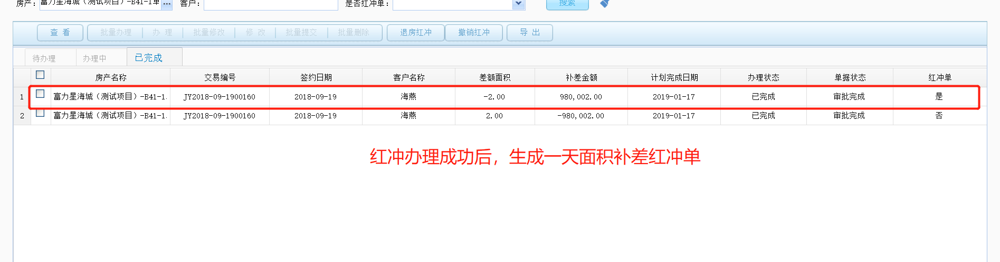 房产： 富力星海城（测试项目）-B41-1单 ... 客户： 是否红冲单： 搜索
查 看 批量办理 办 理 批量修改 修 改 批量提交 批量删除 退房红冲 撤销红冲 导 出
待办理 办理中 已完成
房产名称 交易编号 签约日期 客户名称 差额面积 补差金额 计划完成日期 办理状态 单据状态 红冲单
1 富力星海城（测试项目）-B41-1. JY2018-09-1900160 2018-09-19 海燕 -2.00 980,002.00 2019-01-17 已完成 审批完成 是
2 富力星海城（测试项目）-B41-1. JY2018-09-1900160 2018-09-19 海燕 2.00 -980,002.00 2019-01-17 已完成 审批完成 否
红冲办理成功后，生成一天面积补差红冲单